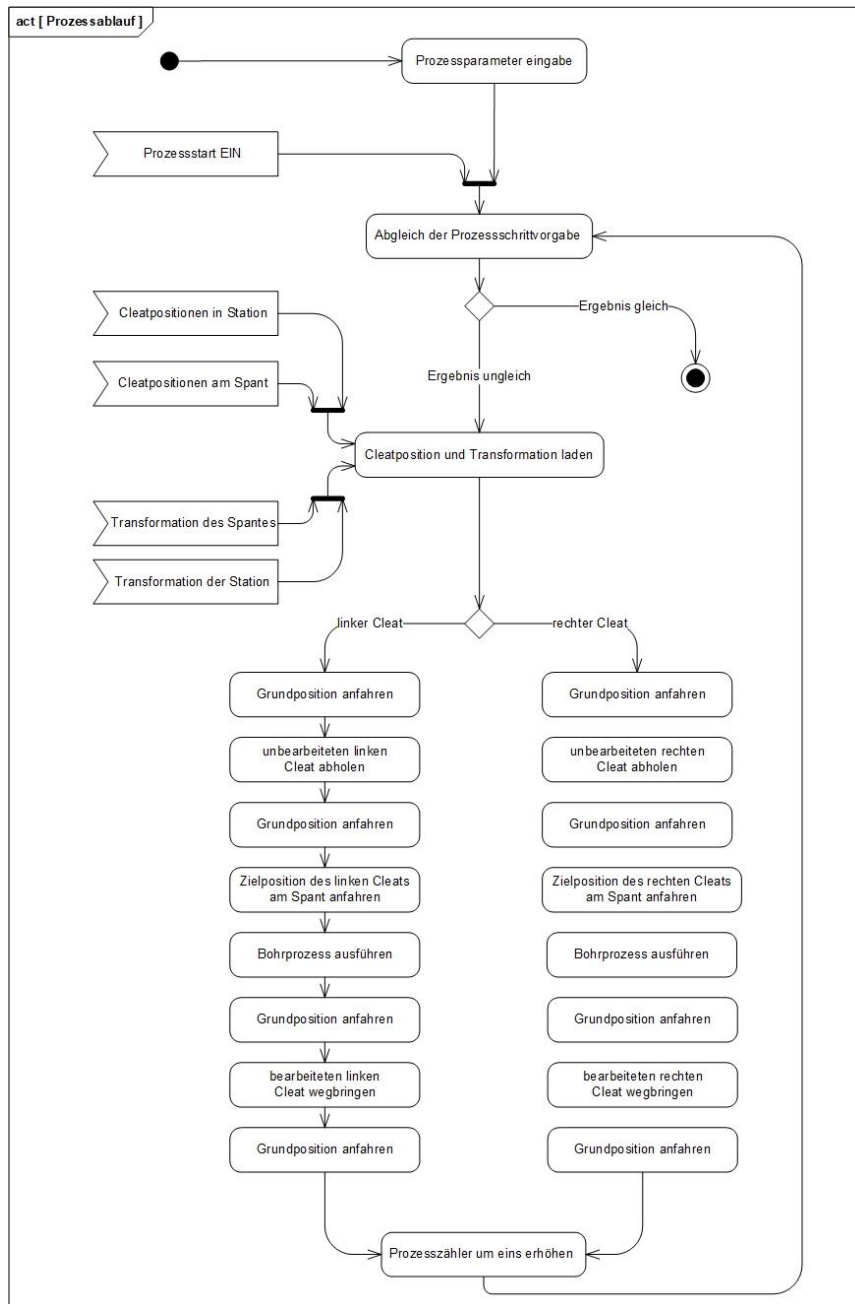 act [ Prozessablauf ]
Prozessparameter eingabe
Prozessstart EIN
Abgleich der Prozessschrittvorgabe
Cleatpositionen in Station
Ergebnis gleich
Cleatpositionen am Spant
Ergebnis ungleich
Cleatposition und Transformation laden
Transformation des Spantes
Transformation der Station
linker Cleat
rechter Cleat
Grundposition anfahren
unbearbeiteten linken
Cleat abholen
Grundposition anfahren
Zielposition des linken Cleats
am Spant anfahren
Bohrprozess ausführen
Grundposition anfahren
bearbeiteten linken
Cleat wegbringen
Grundposition anfahren
Grundposition anfahren
unbearbeiteten rechten
Cleat abholen
Grundposition anfahren
Zielposition des rechten Cleats
am Spant anfahren
Bohrprozess ausführen
Grundposition anfahren
bearbeiteten rechten
Cleat wegbringen
Grundposition anfahren
Prozesszähler um eins erhöhen